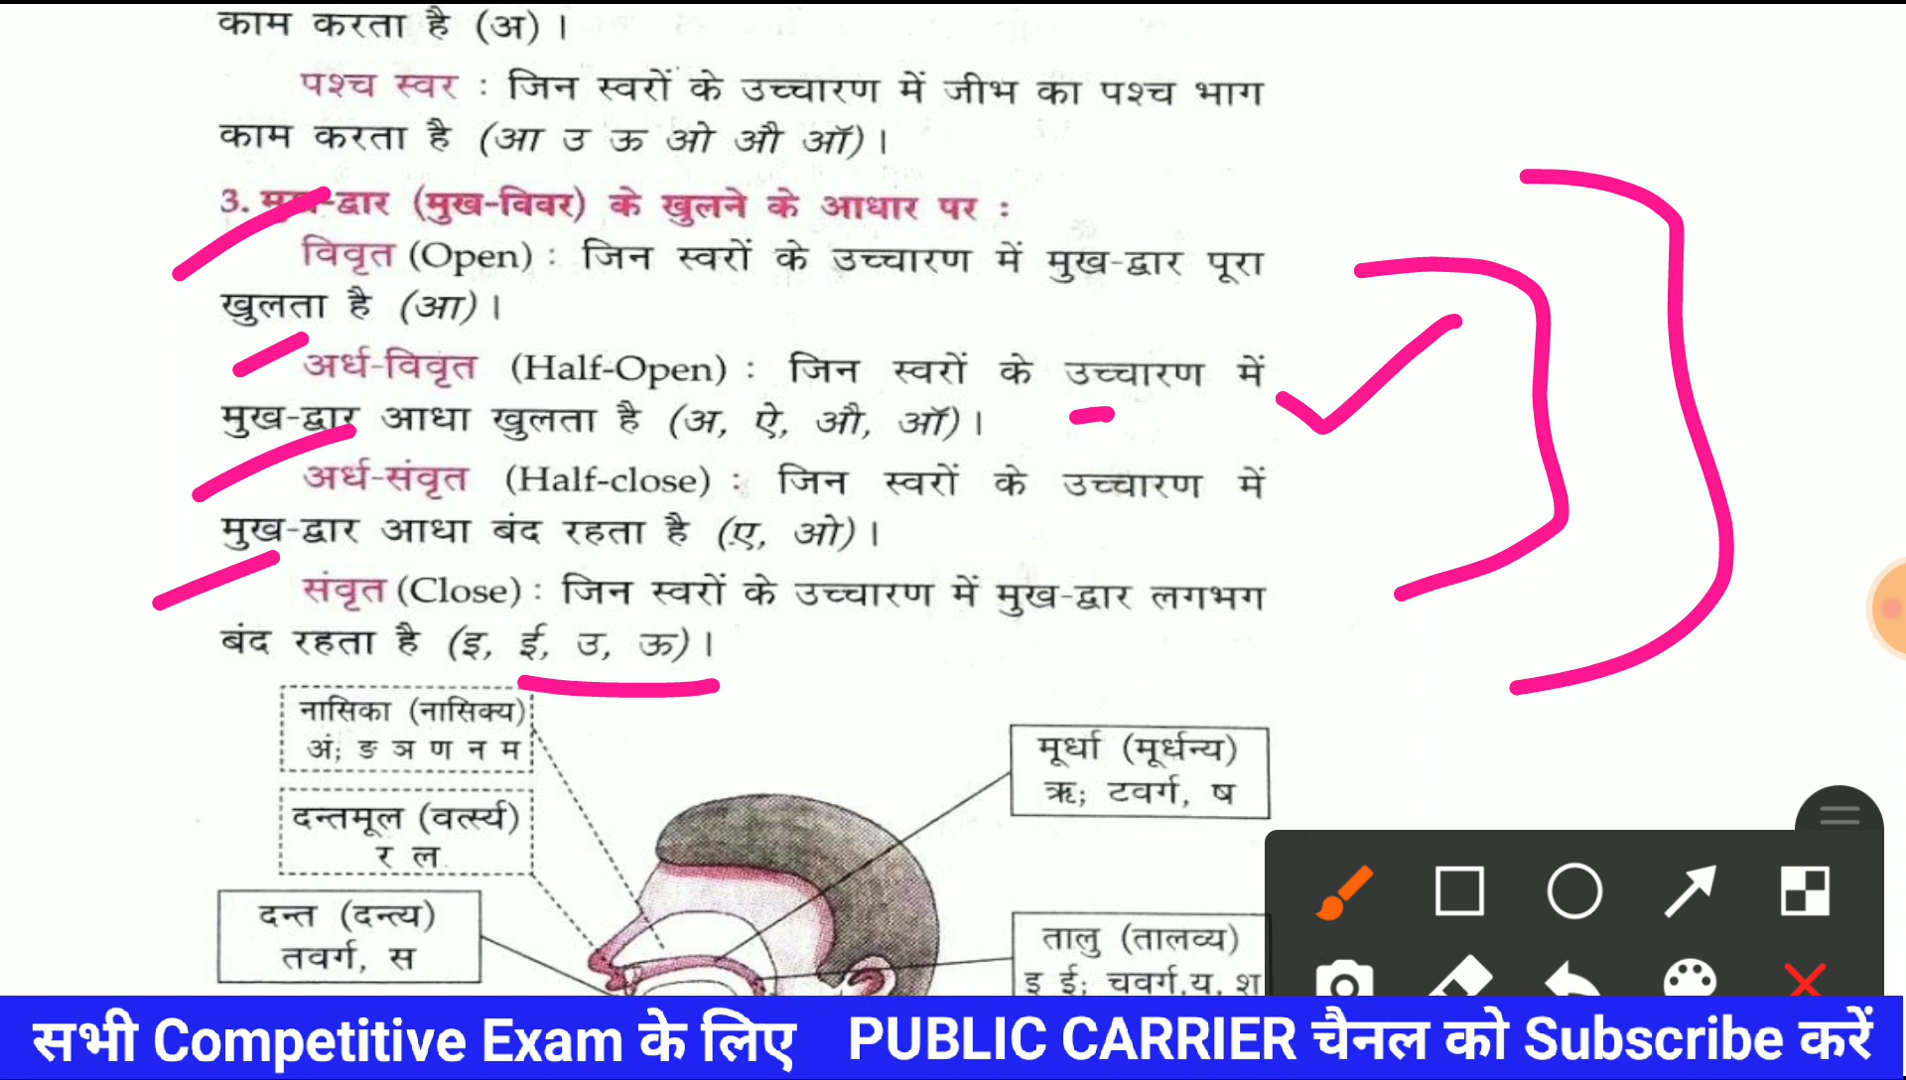 काम करता है (अ) ।
पश्च स्वर : जिन स्वरों के उच्चारण में जीभ का पश्च भाग
काम करता है (आ उ ऊ ओ औ ऑ) ।
3. मुख-द्वार (मुख-विवर) के खुलने के आधार पर :
विवृत (Open) : जिन स्वरों के उच्चारण में मुख-द्वार पूरा
खुलता है (आ) ।
अर्ध-विवृत (Half-Open) : जिन स्वरों के उच्चारण में
मुख-द्वार आधा खुलता है (अ, ऐ, औ, ऑ) ।
अर्ध-संवृत (Half-close) : जिन स्वरों के उच्चारण में
मुख-द्वार आधा बंद रहता है (ए, ओ) ।
संवृत (Close) : जिन स्वरों के उच्चारण में मुख-द्वार लगभग
बंद रहता है (इ, ई, उ, ऊ) ।
नासिका (नासिक्य)
अं; ङ ञ ण न म
दन्तमूल (वर्त्स्य)
र ल
दन्त (दन्त्य)
तवर्ग, स
मूर्धा (मूर्धन्य)
ऋ; टवर्ग, ष
तालु (तालव्य)
इ ई; चवर्ग,य, श
सभी Competitive Exam के लिए PUBLIC CARRIER चैनल को Subscribe करें